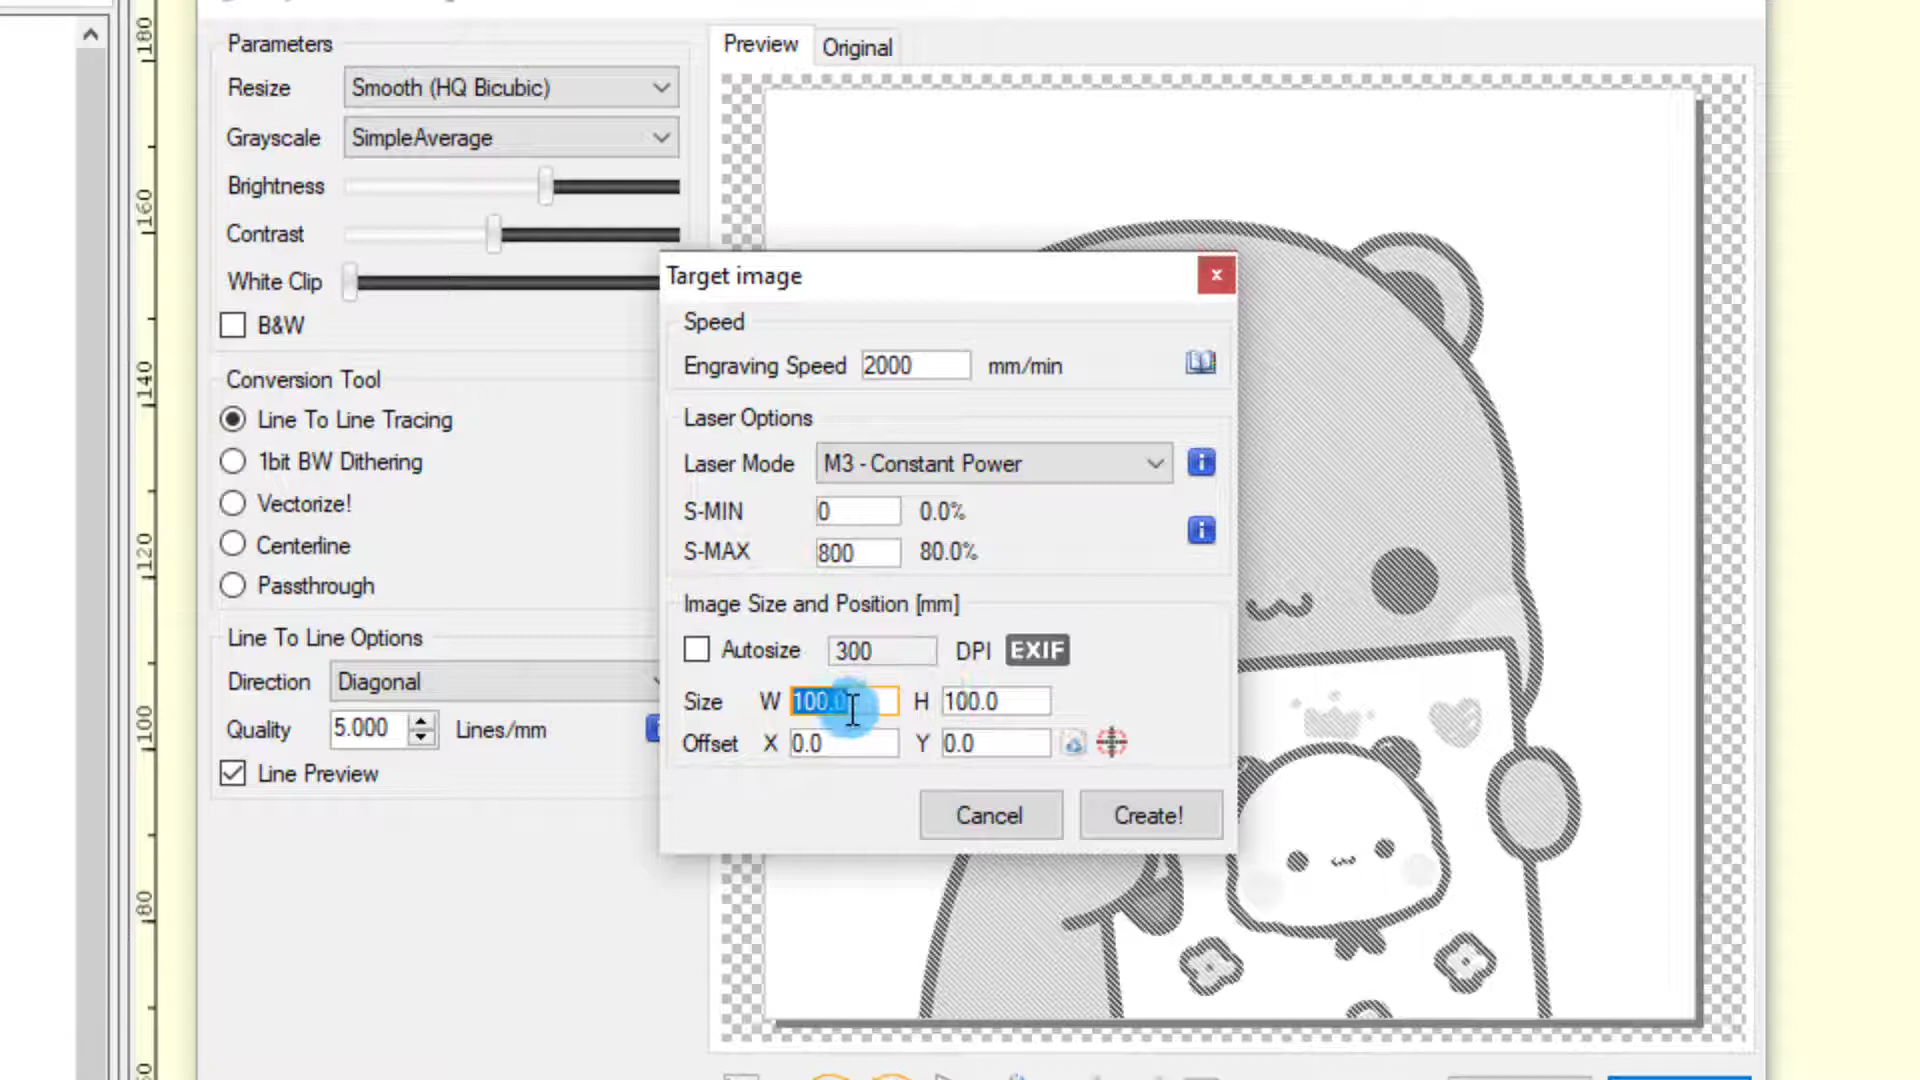 Parameters
Resize Smooth (HQ Bicubic)
Grayscale SimpleAverage
Brightness
Contrast
White Clip
B&W
Conversion Tool
Line To Line Tracing
1bit BW Dithering
Vectorize!
Centerline
Passthrough
Line To Line Options
Direction Diagonal
Quality 5.000 Lines/mm
Line Preview
Preview Original
Target image
Speed
Engraving Speed 2000 mm/min
Laser Options
Laser Mode M3 - Constant Power
S-MIN 0 0.0%
S-MAX 800 80.0%
Image Size and Position [mm]
Autosize 300 DPI EXIF
Size W 100.0 H 100.0
Offset X 0.0 Y 0.0
Cancel Create!
180
160
140
120
100
80